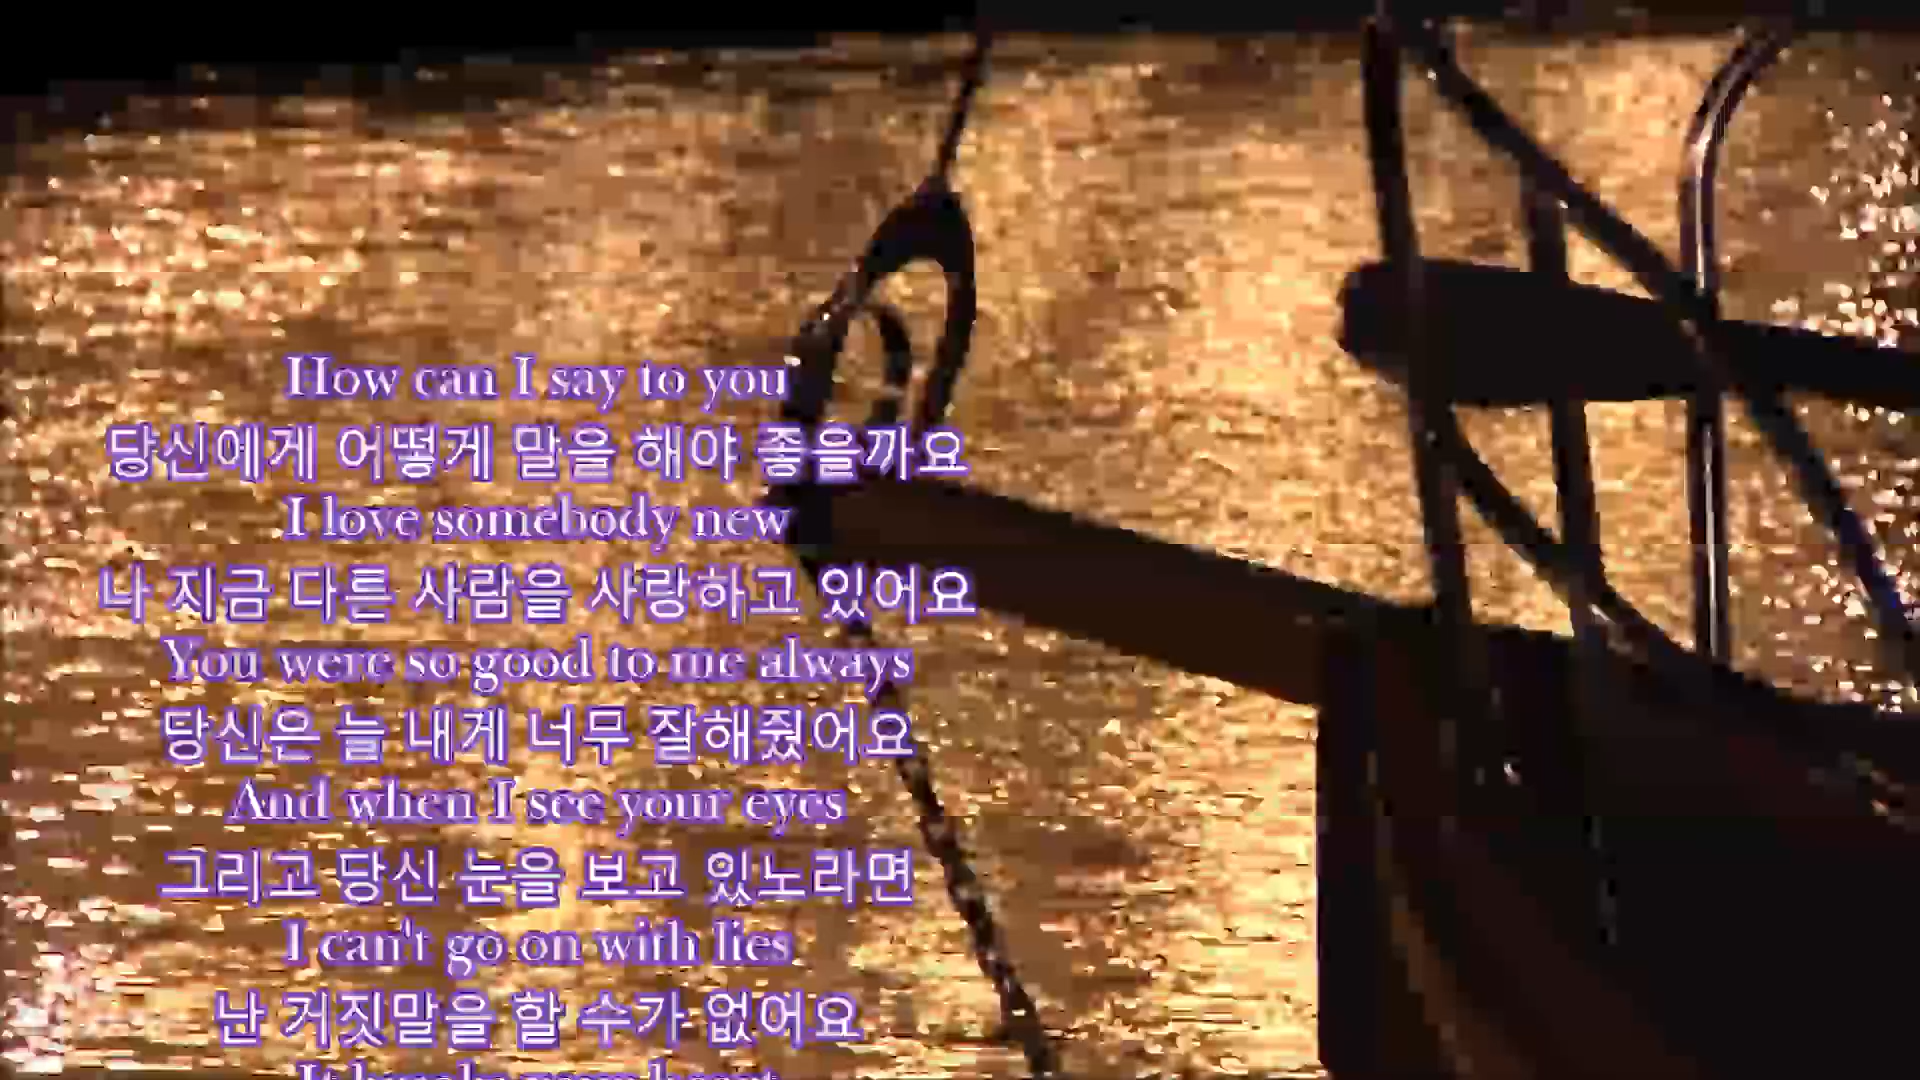 How can I say to you
당신에게 어떻게 말을 해야 좋을까요
I love somebody new
나 지금 다른 사람을 사랑하고 있어요
You were so good to me always
당신은 늘 내게 너무 잘해줬어요
And when I see your eyes
그리고 당신 눈을 보고 있노라면
I can't go on with lies
난 거짓말을 할 수가 없어요